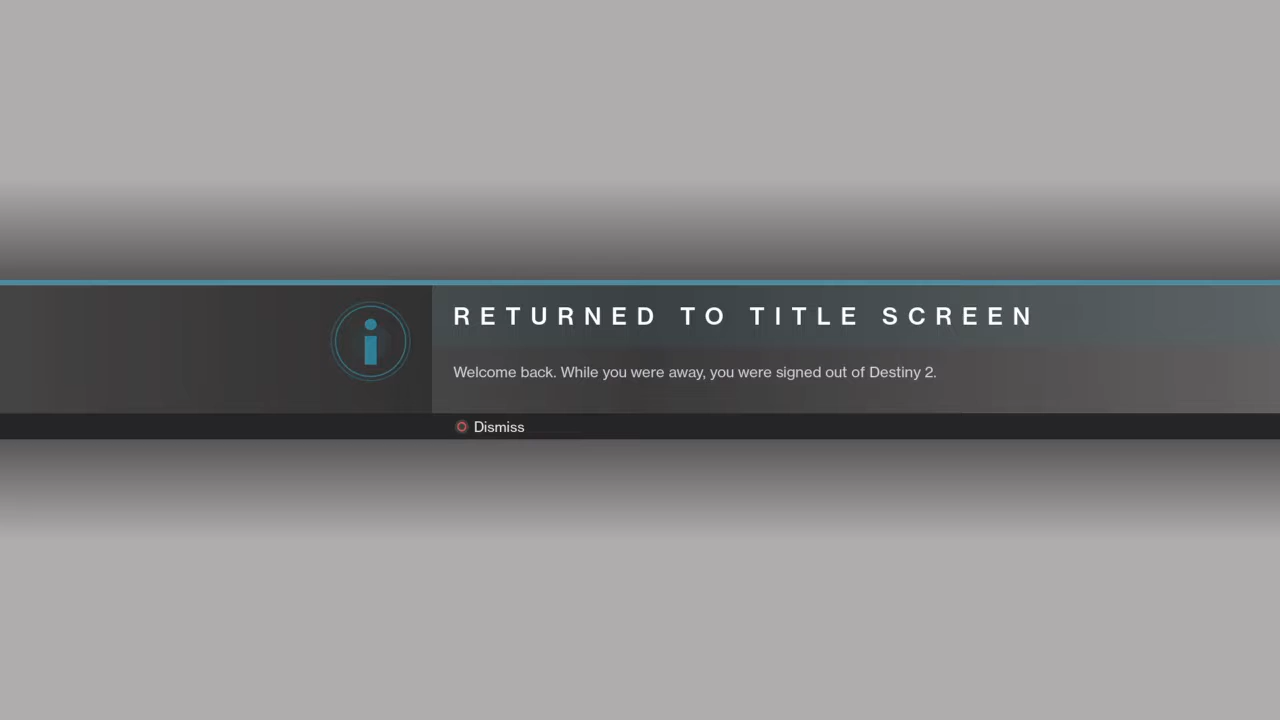 RETURNED TO TITLE SCREEN
Welcome back. While you were away, you were signed out of Destiny 2.
Dismiss